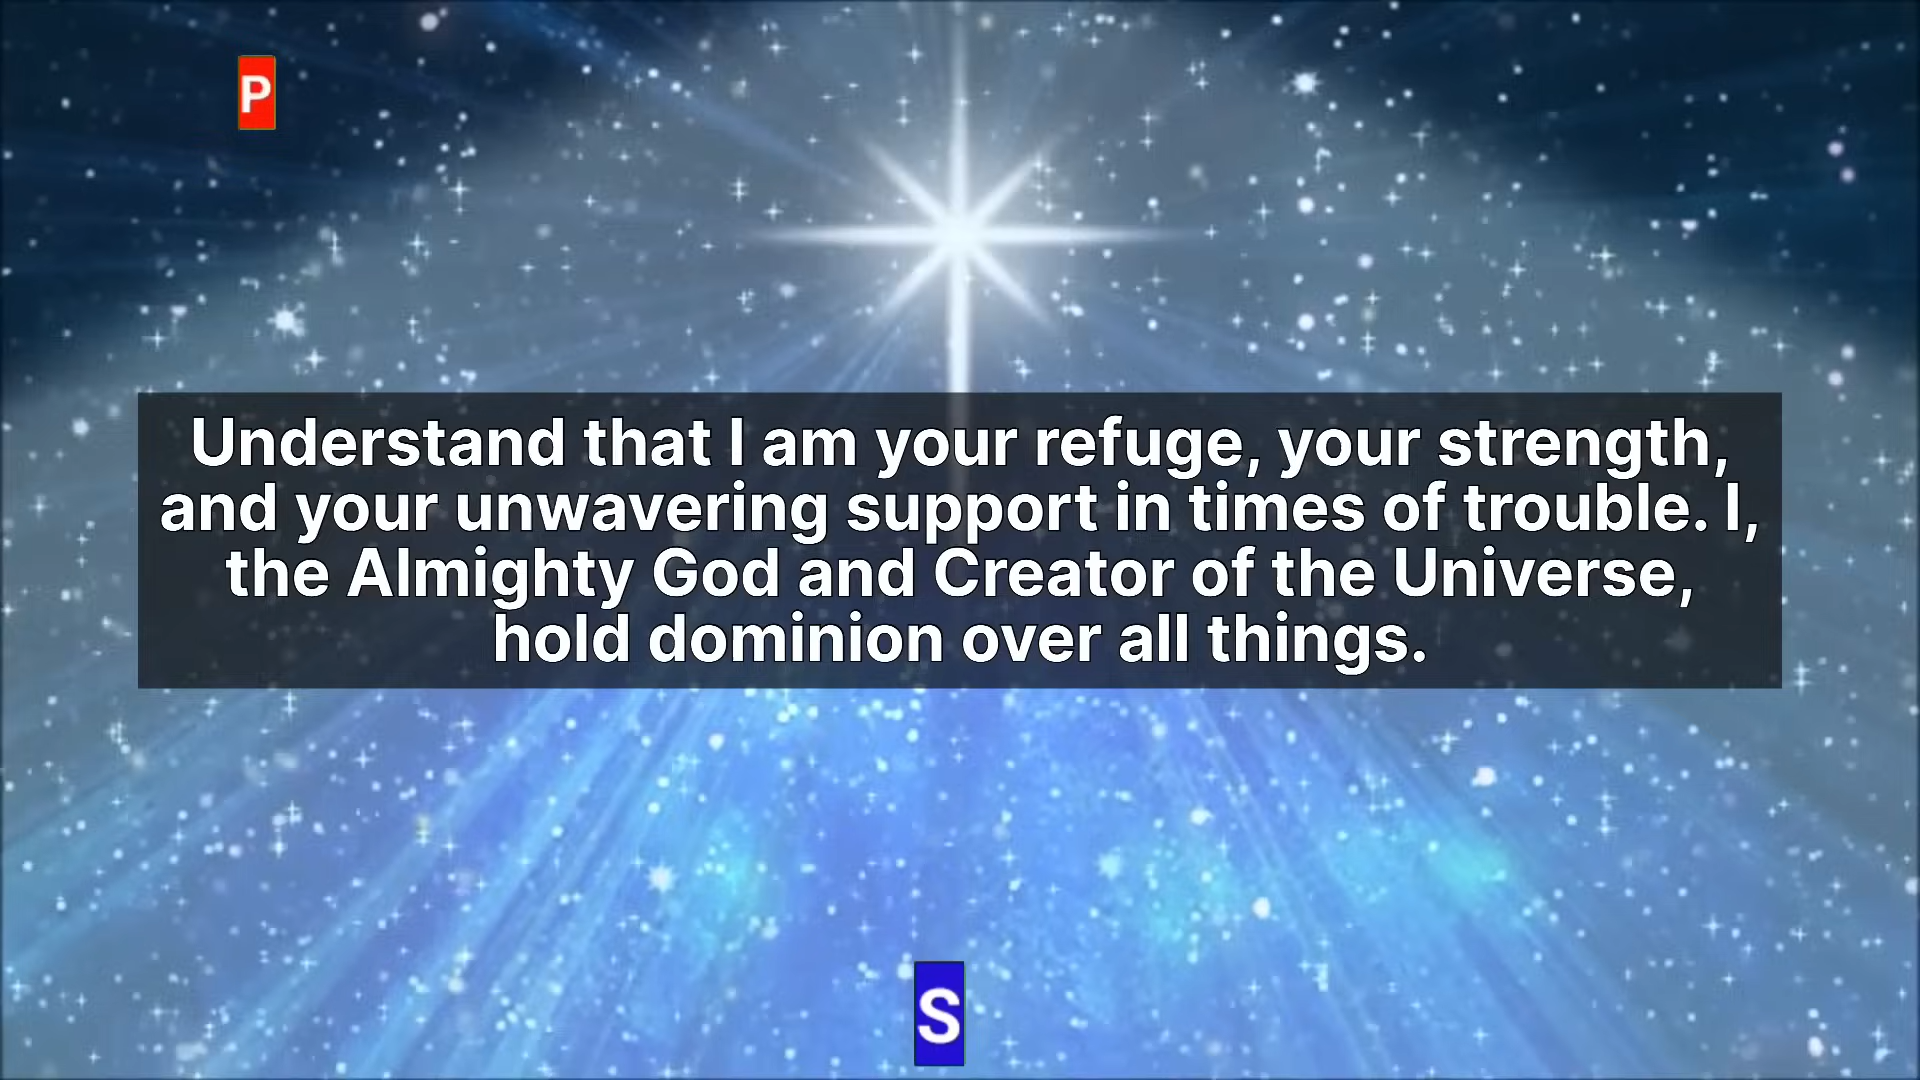 P
Understand that I am your refuge, your strength,
and your unwavering support in times of trouble. I,
the Almighty God and Creator of the Universe,
hold dominion over all things.
S